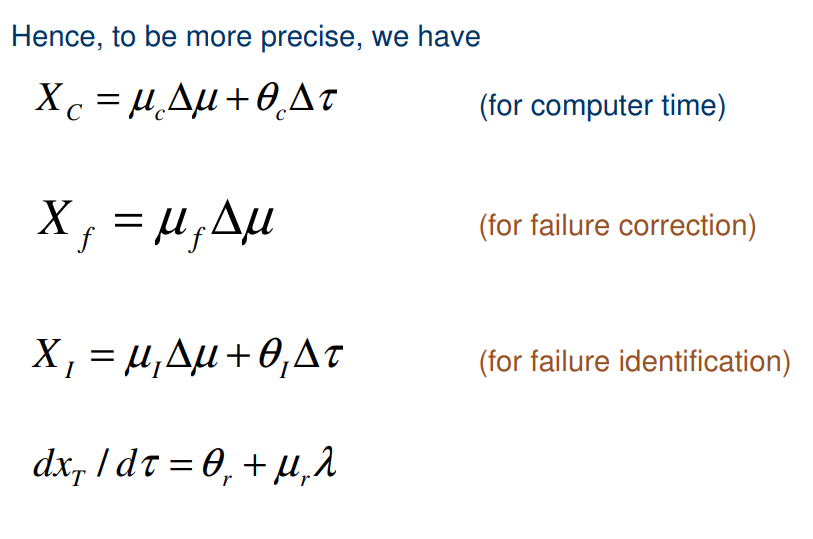 Hence, to be more precise, we have
X_C = μ_cΔμ + θ_cΔτ (for computer time)
X_f = μ_fΔμ (for failure correction)
X_I = μ_IΔμ + θ_IΔτ (for failure identification)
dx_T / dτ = θ_r + μ_rλ